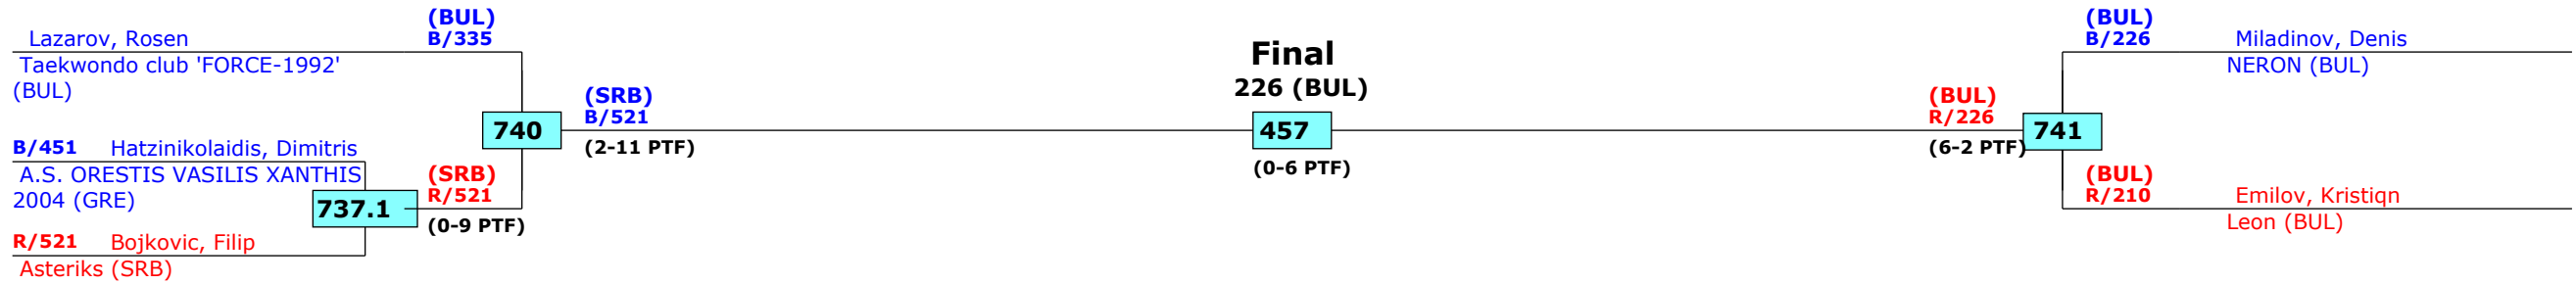 (BUL)
B/335
Lazarov, Rosen
Taekwondo club 'FORCE-1992'
(BUL)
B/451 Hatzinikolaidis, Dimitris
A.S. ORESTIS VASILIS XANTHIS
2004 (GRE)
737.1
R/521 Bojkovic, Filip
Asteriks (SRB)
(SRB)
R/521
(0-9 PTF)
740
(SRB)
B/521
(2-11 PTF)
Final
226 (BUL)
457
(0-6 PTF)
(BUL)
R/226
(6-2 PTF)
741
(BUL)
B/226 Miladinov, Denis
NERON (BUL)
(BUL)
R/210 Emilov, Kristiqn
Leon (BUL)